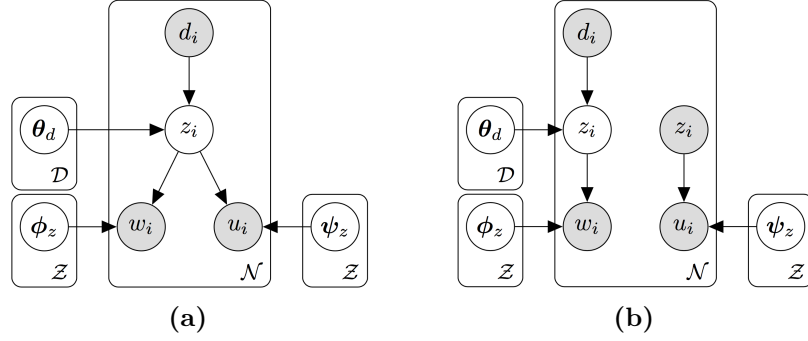 d_i d_i
θ_d z_i θ_d z_i z_i
𝒟 𝒟
ϕ_z w_i u_i ψ_z ϕ_z w_i u_i ψ_z
𝒵 𝒩 𝒵 𝒵 𝒩 𝒵
(a) (b)